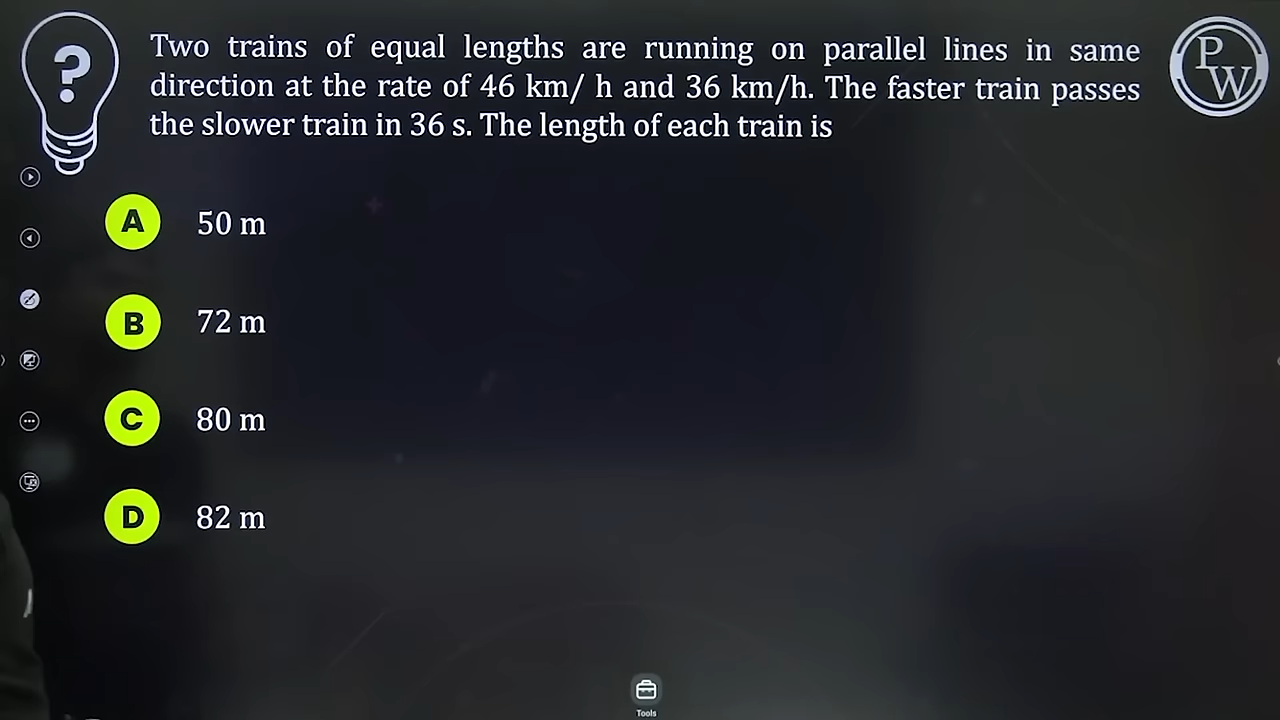 Two trains of equal lengths are running on parallel lines in same
direction at the rate of 46 km/ h and 36 km/h. The faster train passes
the slower train in 36 s. The length of each train is
PW
A 50 m
B 72 m
C 80 m
D 82 m
Tools